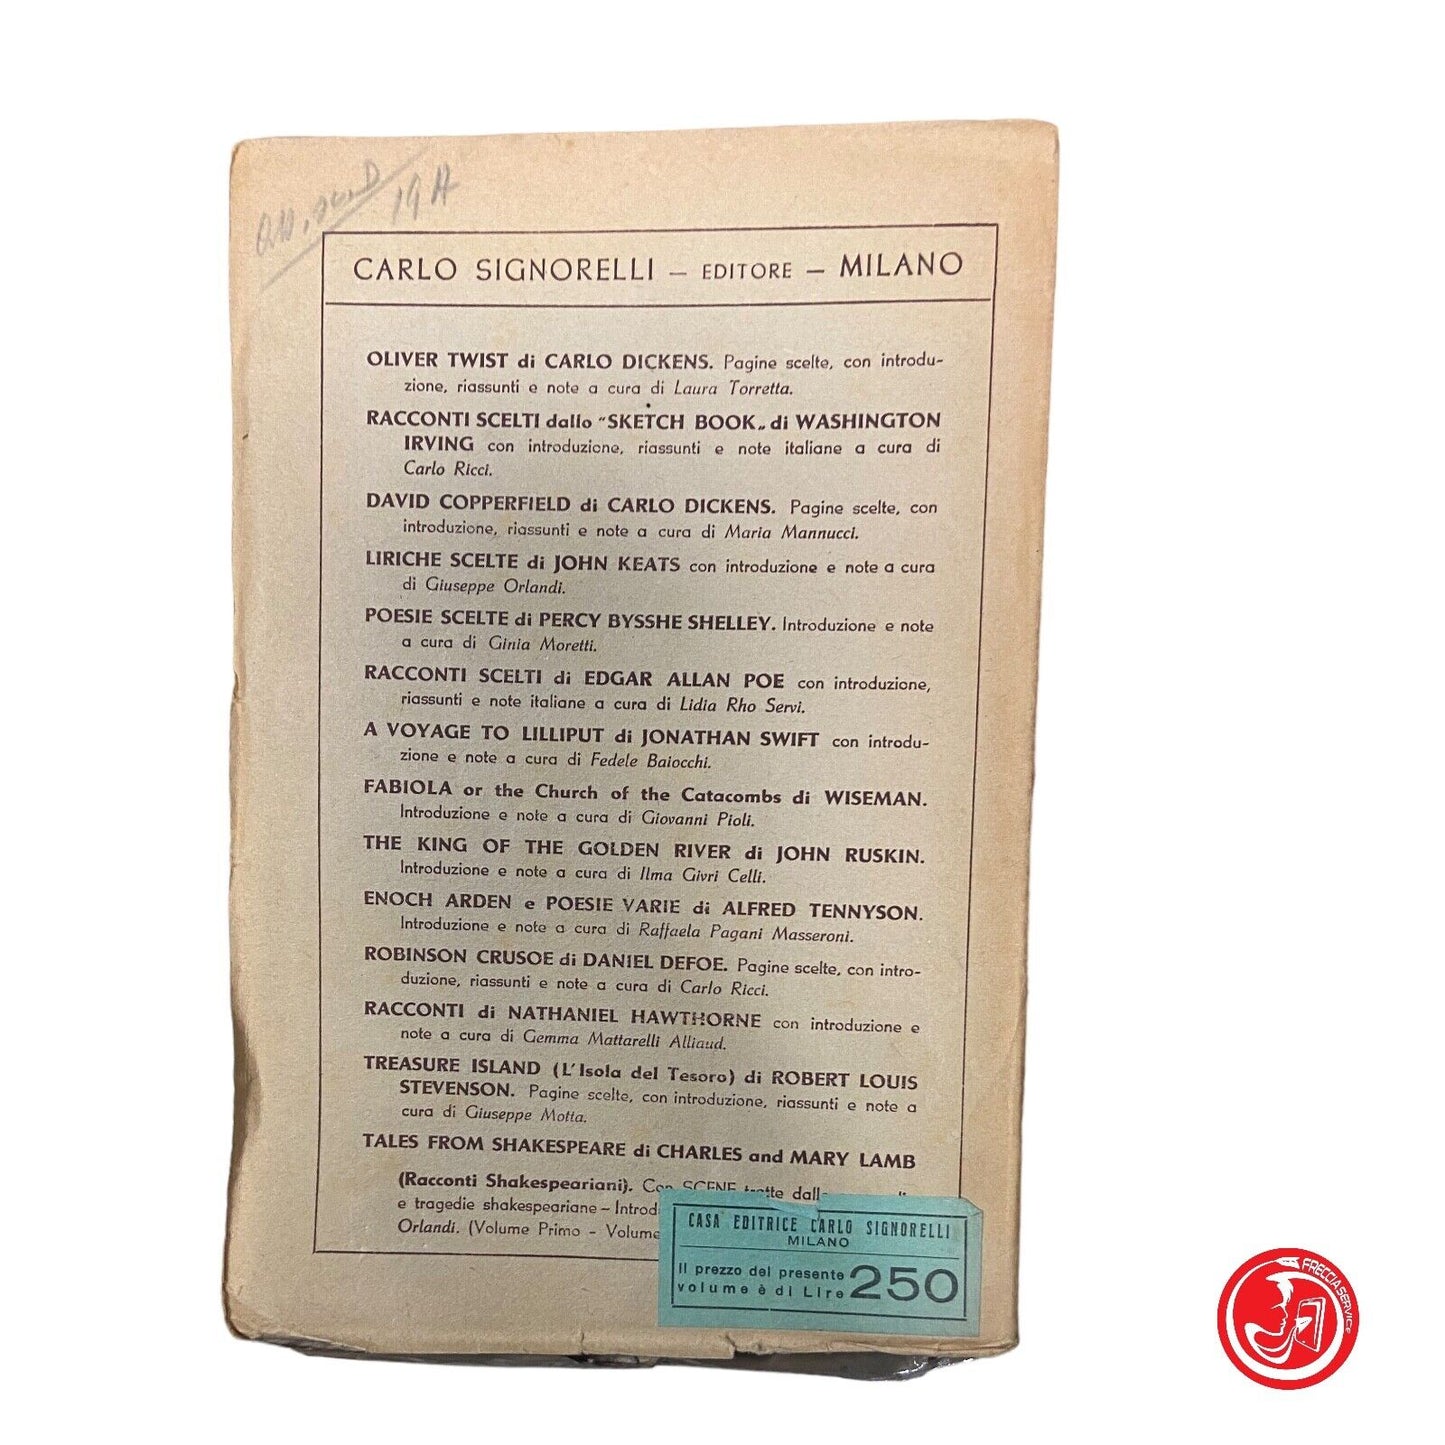 19 A
CARLO SIGNORELLI – EDITORE – MILANO
OLIVER TWIST di CARLO DICKENS. Pagine scelte, con introdu-
zione, riassunti e note a cura di Laura Torretta.
RACCONTI SCELTI dallo "SKETCH BOOK„ di WASHINGTON
IRVING con introduzione, riassunti e note italiane a cura di
Carlo Ricci.
DAVID COPPERFIELD di CARLO DICKENS. Pagine scelte, con
introduzione, riassunti e note a cura di Maria Mannucci.
LIRICHE SCELTE di JOHN KEATS con introduzione e note a cura
di Giuseppe Orlandi.
POESIE SCELTE di PERCY BYSSHE SHELLEY. Introduzione e note
a cura di Ginia Moretti.
RACCONTI SCELTI di EDGAR ALLAN POE con introduzione,
riassunti e note italiane a cura di Lidia Rho Servi.
A VOYAGE TO LILLIPUT di JONATHAN SWIFT con introdu-
zione e note a cura di Fedele Baiocchi.
FABIOLA or the Church of the Catacombs di WISEMAN.
Introduzione e note a cura di Giovanni Pioli.
THE KING OF THE GOLDEN RIVER di JOHN RUSKIN.
Introduzione e note a cura di Ilma Givri Celli.
ENOCH ARDEN e POESIE VARIE di ALFRED TENNYSON.
Introduzione e note a cura di Raffaela Pagani Masseroni.
ROBINSON CRUSOE di DANIEL DEFOE. Pagine scelte, con intro-
duzione, riassunti e note a cura di Carlo Ricci.
RACCONTI di NATHANIEL HAWTHORNE con introduzione e
note a cura di Gemma Mattarelli Alliaud.
TREASURE ISLAND (L'Isola del Tesoro) di ROBERT LOUIS
STEVENSON. Pagine scelte, con introduzione, riassunti e note a
cura di Giuseppe Motta.
TALES FROM SHAKESPEARE di CHARLES and MARY LAMB
(Racconti Shakespeariani). Con SCENE tratte dalle
e tragedie shakespeariane – Introd
Orlandi. (Volume Primo – Volume
CASA EDITRICE CARLO SIGNORELLI
MILANO
Il prezzo del presente
volume è di Lire 250
FRECCIASERVICE